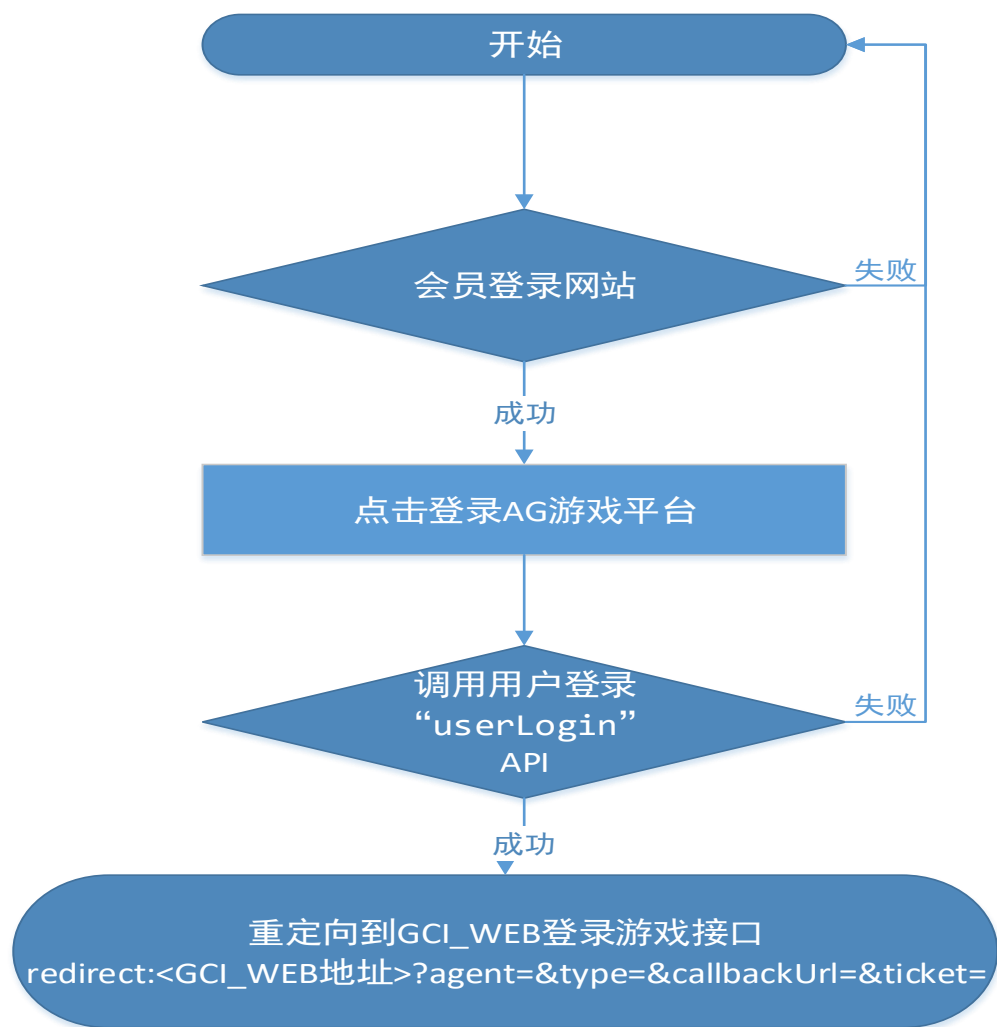 开始
会员登录网站
失败
成功
点击登录AG游戏平台
调用用户登录
“userLogin”
API
失败
成功
重定向到GCI_WEB登录游戏接口
redirect:<GCI_WEB地址>?agent=&type=&callbackUrl=&ticket=